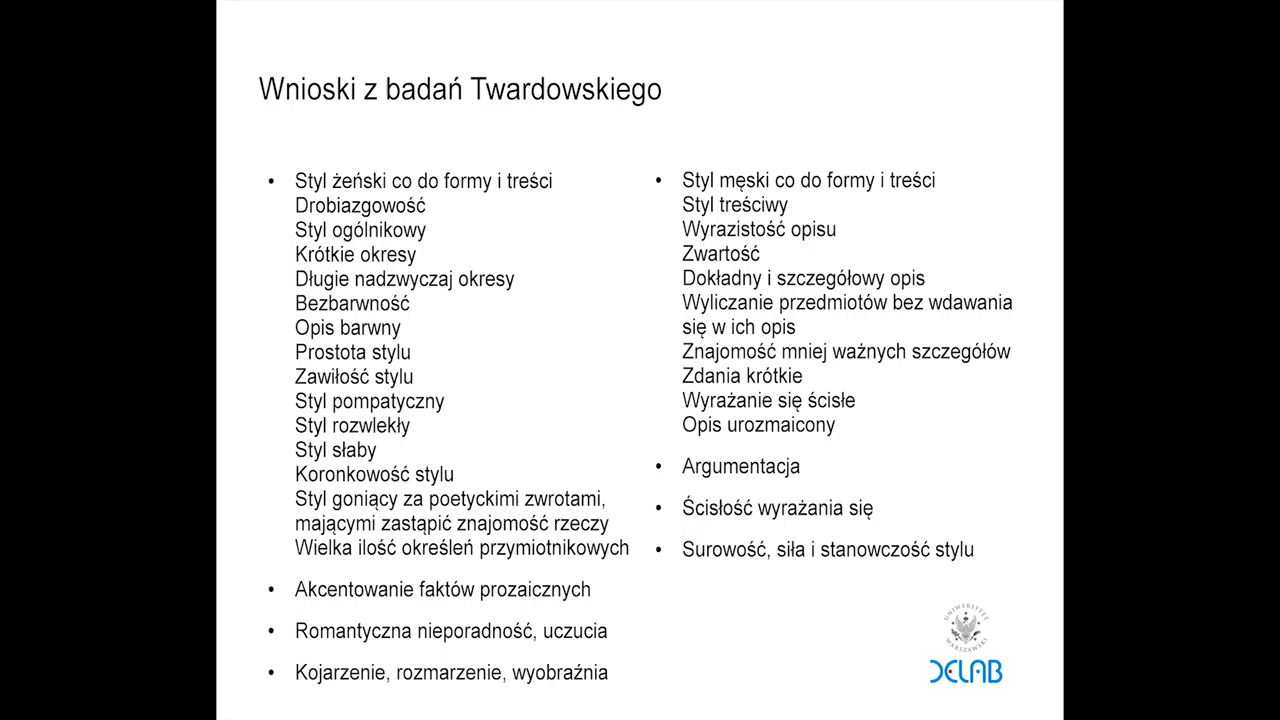 Wnioski z badań Twardowskiego
• Styl żeński co do formy i treści
Drobiazgowość
Styl ogólnikowy
Krótkie okresy
Długie nadzwyczaj okresy
Bezbarwność
Opis barwny
Prostota stylu
Zawiłość stylu
Styl pompatyczny
Styl rozwlekły
Styl słaby
Koronkowość stylu
Styl goniący za poetyckimi zwrotami,
mającymi zastąpić znajomość rzeczy
Wielka ilość określeń przymiotnikowych
• Akcentowanie faktów prozaicznych
• Romantyczna nieporadność, uczucia
• Kojarzenie, rozmarzenie, wyobraźnia
• Styl męski co do formy i treści
Styl treściwy
Wyrazistość opisu
Zwartość
Dokładny i szczegółowy opis
Wyliczanie przedmiotów bez wdawania
się w ich opis
Znajomość mniej ważnych szczegółów
Zdania krótkie
Wyrażanie się ścisłe
Opis urozmaicony
• Argumentacja
• Ścisłość wyrażania się
• Surowość, siła i stanowczość stylu
UNIWERSYTET
WARSZAWSKI
DELAB